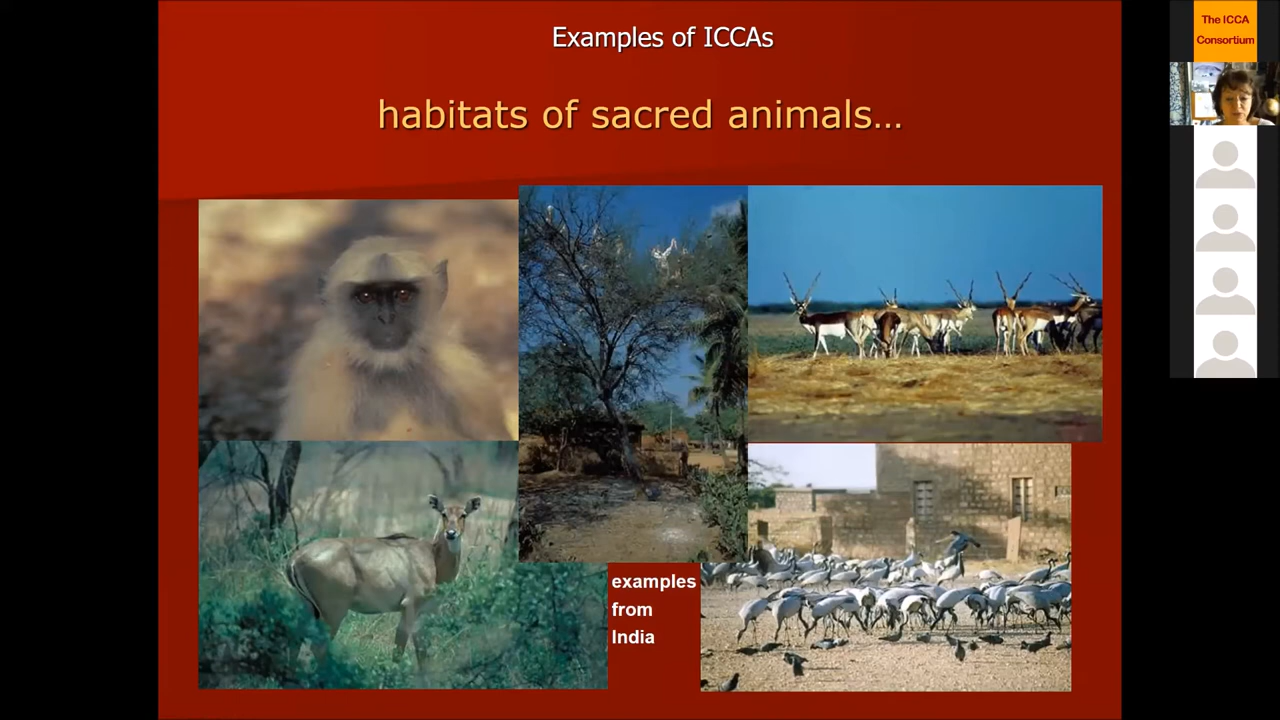 Examples of ICCAs
habitats of sacred animals…
examples
from
India
The ICCA
Consortium